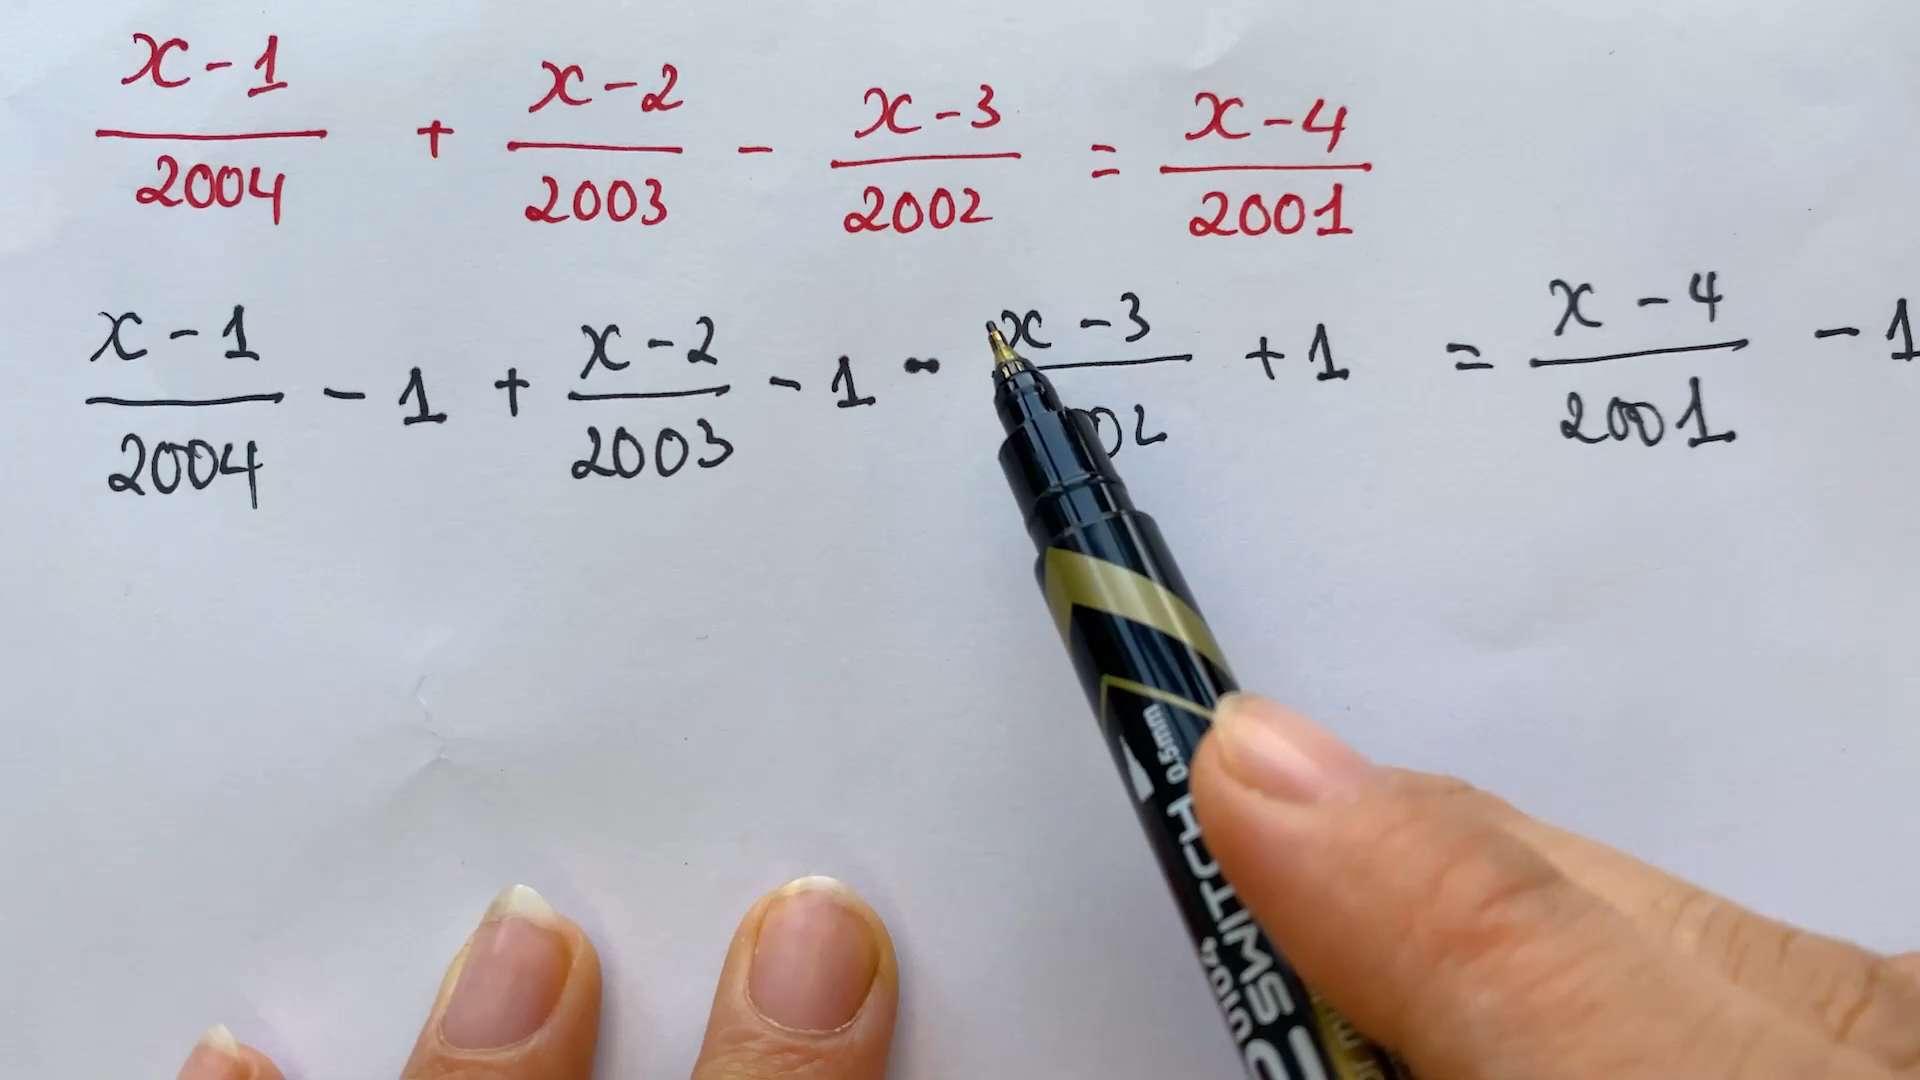 x-1/2004 + x-2/2003 - x-3/2002 = x-4/2001
x-1/2004 - 1 + x-2/2003 - 1 - x-3/02 + 1 = x-4/2001 - 1
0.5mm
SWITCH